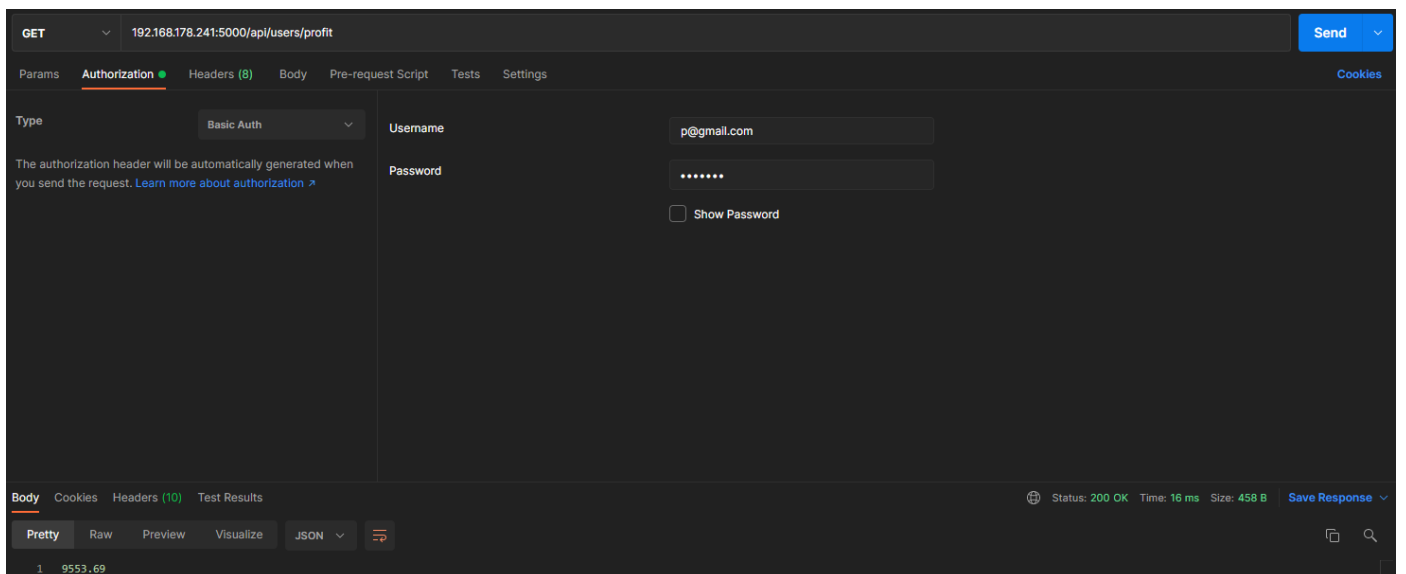 GET 192.168.178.241:5000/api/users/profit Send
Params Authorization Headers (8) Body Pre-request Script Tests Settings Cookies
Type Basic Auth
The authorization header will be automatically generated when
you send the request. Learn more about authorization ↗
Username p@gmail.com
Password •••••••
Show Password
Body Cookies Headers (10) Test Results Status: 200 OK Time: 16 ms Size: 458 B Save Response
Pretty Raw Preview Visualize JSON
1 9553.69